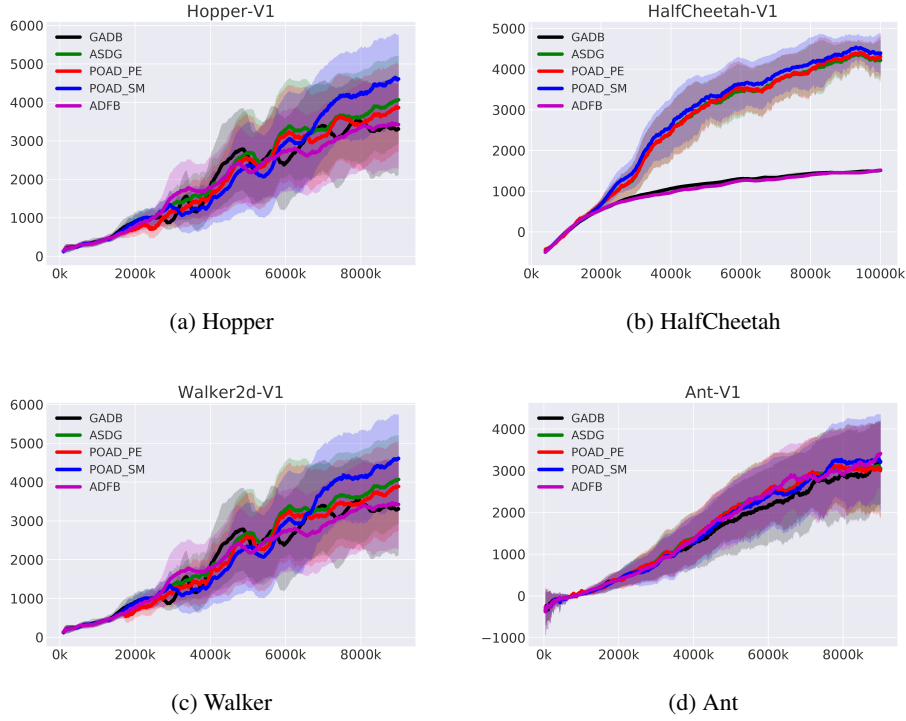 Hopper-V1
6000
5000
4000
3000
2000
1000
0
GADB
ASDG
POAD_PE
POAD_SM
ADFB
0k 2000k 4000k 6000k 8000k
(a) Hopper
HalfCheetah-V1
5000
4000
3000
2000
1000
0
GADB
ASDG
POAD_PE
POAD_SM
ADFB
0k 2000k 4000k 6000k 8000k 10000k
(b) HalfCheetah
Walker2d-V1
6000
5000
4000
3000
2000
1000
0
GADB
ASDG
POAD_PE
POAD_SM
ADFB
0k 2000k 4000k 6000k 8000k
(c) Walker
Ant-V1
4000
3000
2000
1000
0
−1000
GADB
ASDG
POAD_PE
POAD_SM
ADFB
0k 2000k 4000k 6000k 8000k
(d) Ant